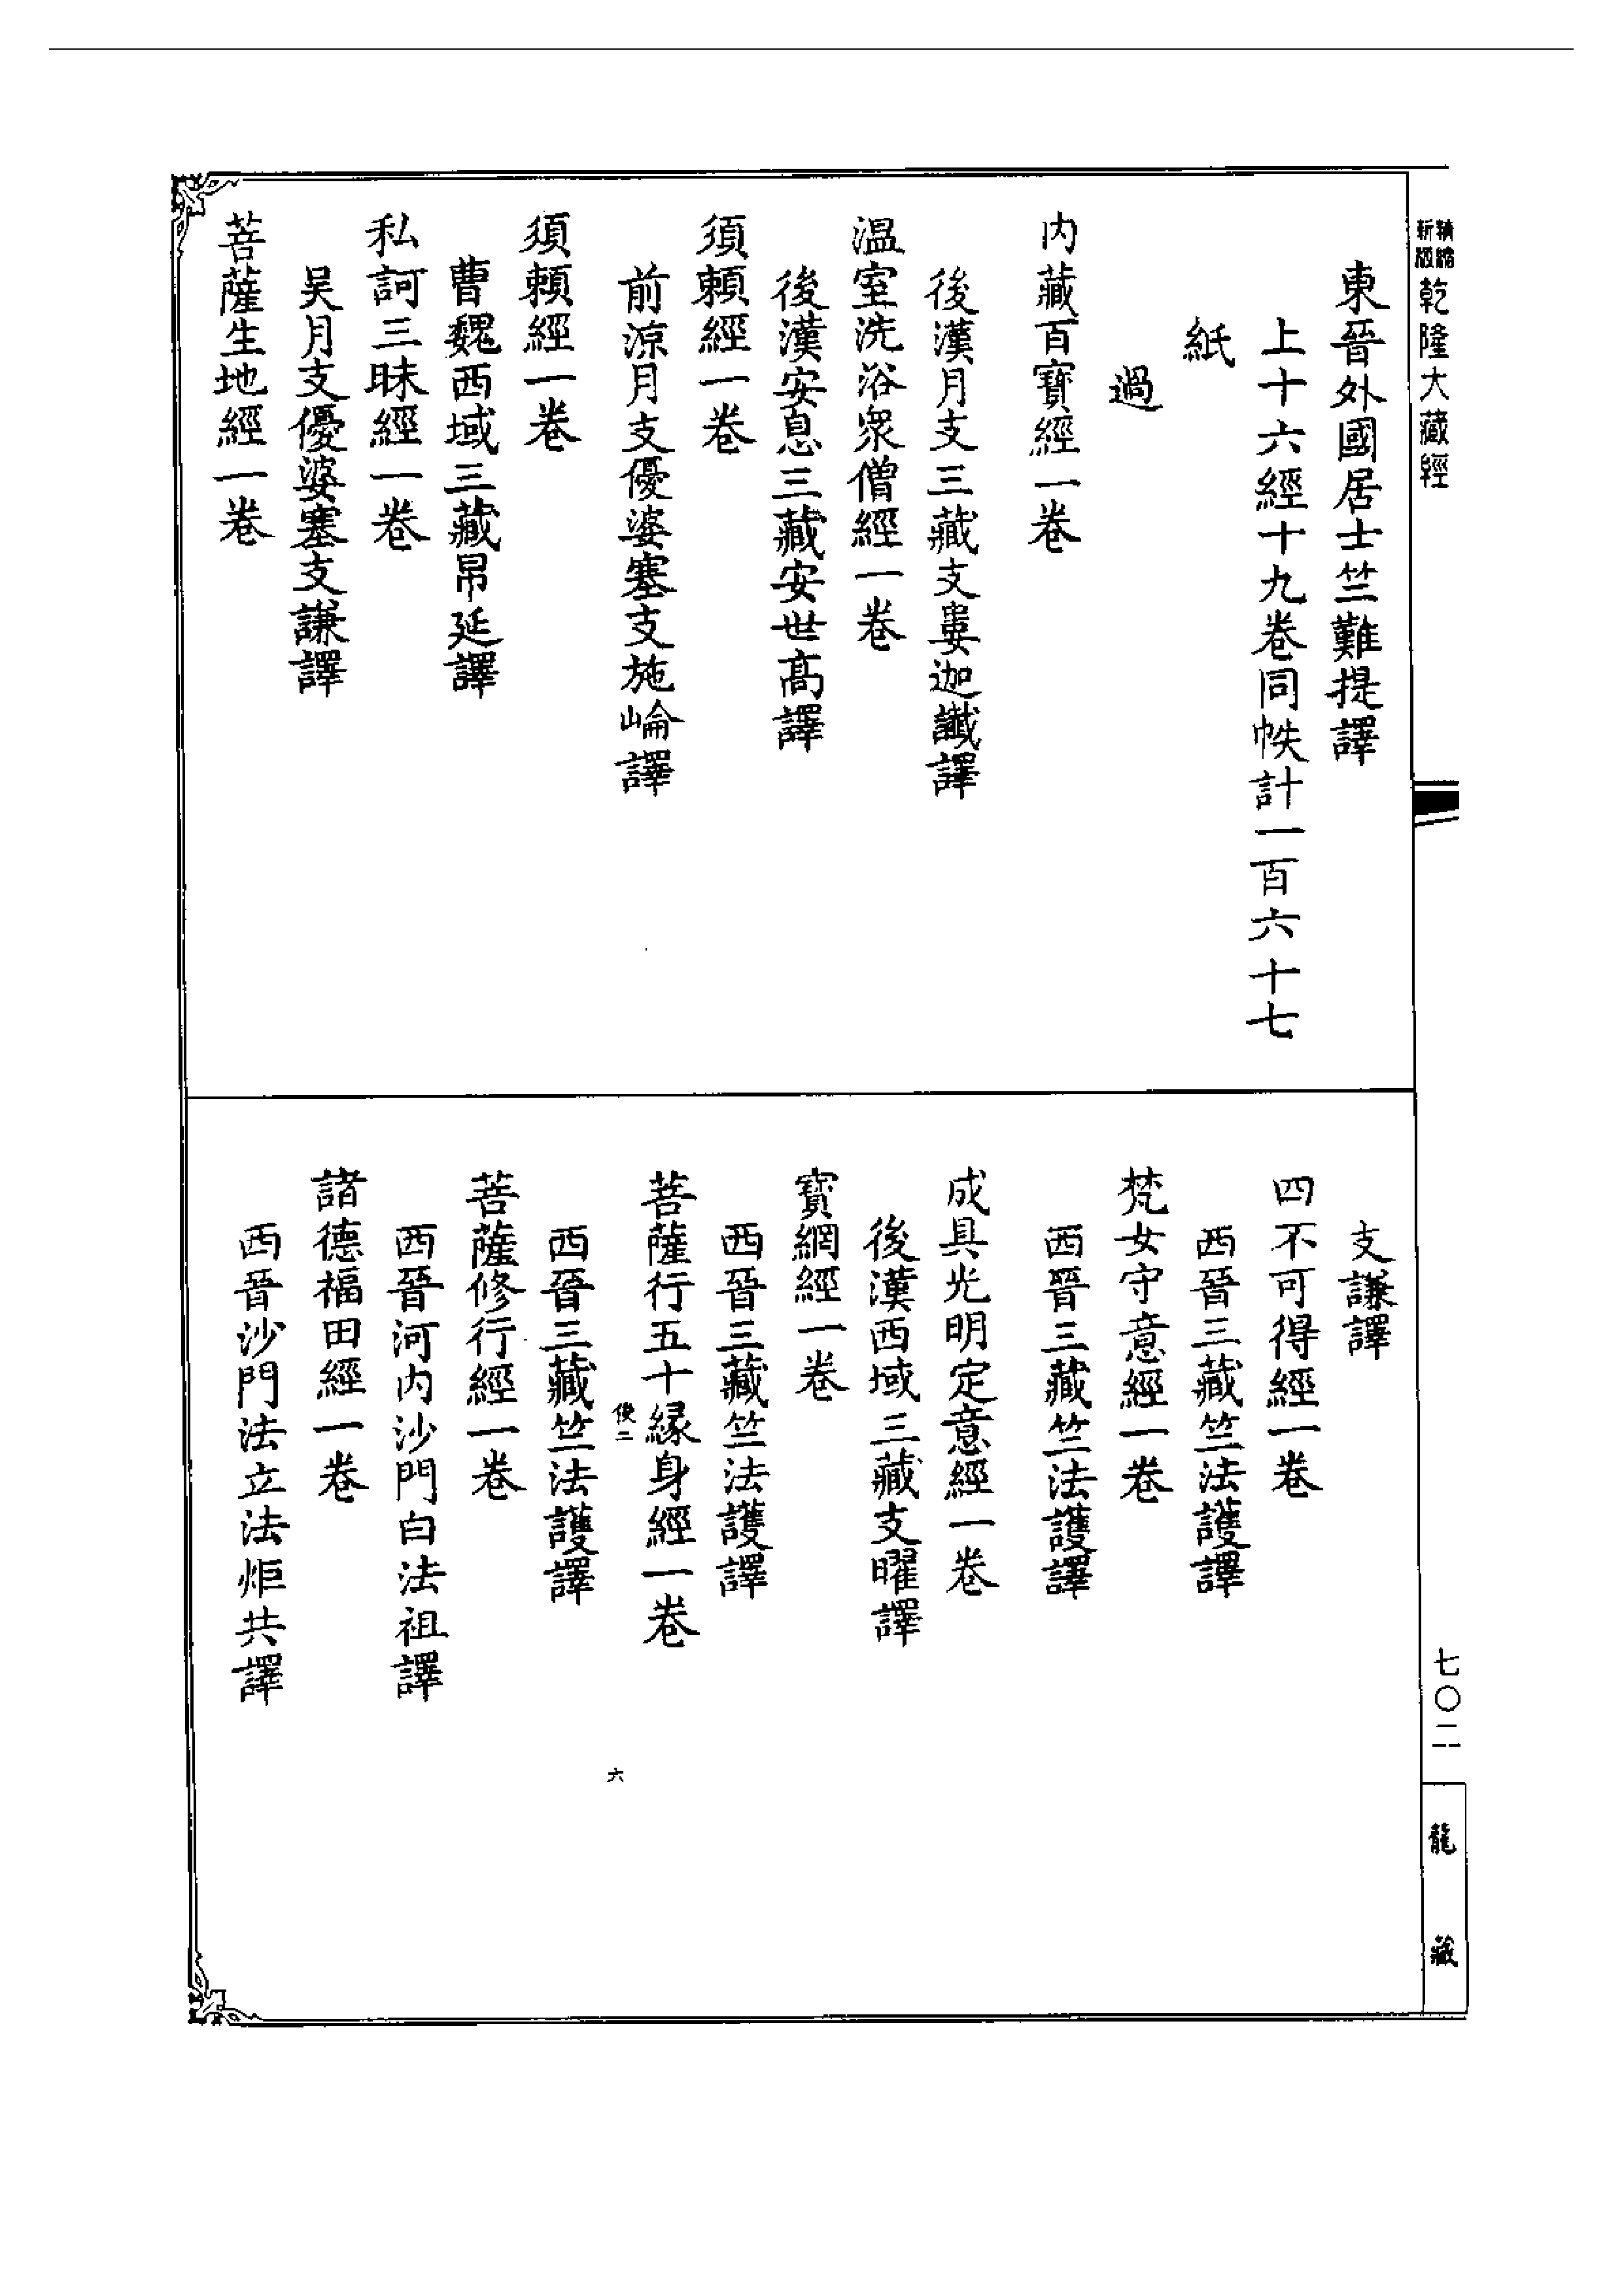 精縮
新版
乾隆大藏經
東晉外國居士竺難提譯
上十六經十九卷同帙計一百六十七
紙
過
内藏百寶經一卷
後漢月支三藏支婁迦讖譯
溫室洗浴衆僧經一卷
後漢安息三藏安世高譯
須賴經一卷
前涼月支優婆塞支施崘譯
須賴經一卷
曹魏西域三藏帛延譯
私訶三昧經一卷
吴月支優婆塞支謙譯
菩薩生地經一卷
支謙譯
四不可得經一卷
西晉三藏竺法護譯
梵女守意經一卷
西晉三藏竺法護譯
成具光明定意經一卷
後漢西域三藏支曜譯
寶網經一卷
西晉三藏竺法護譯
菩薩行五十緣身經一卷
西晉三藏竺法護譯
菩薩修行經一卷
西晉河内沙門白法祖譯
諸德福田經一卷
西晉沙門法立法炬共譯
六
七〇二
龍藏